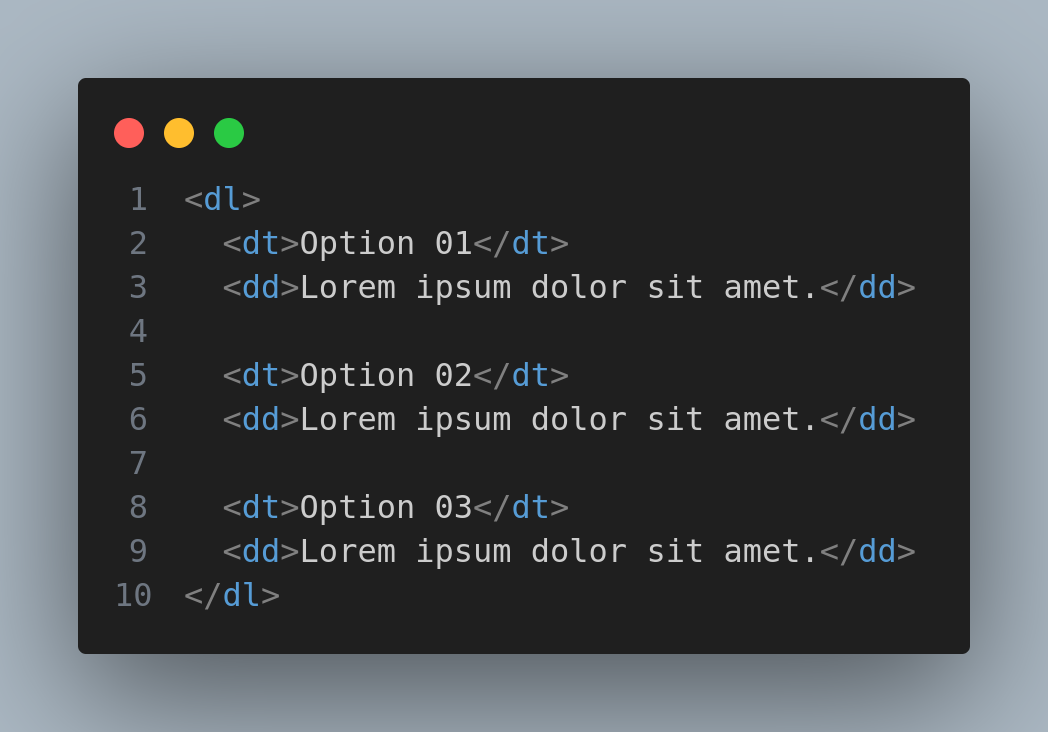 1 <dl>
2   <dt>Option 01</dt>
3   <dd>Lorem ipsum dolor sit amet.</dd>
4
5   <dt>Option 02</dt>
6   <dd>Lorem ipsum dolor sit amet.</dd>
7
8   <dt>Option 03</dt>
9   <dd>Lorem ipsum dolor sit amet.</dd>
10 </dl>